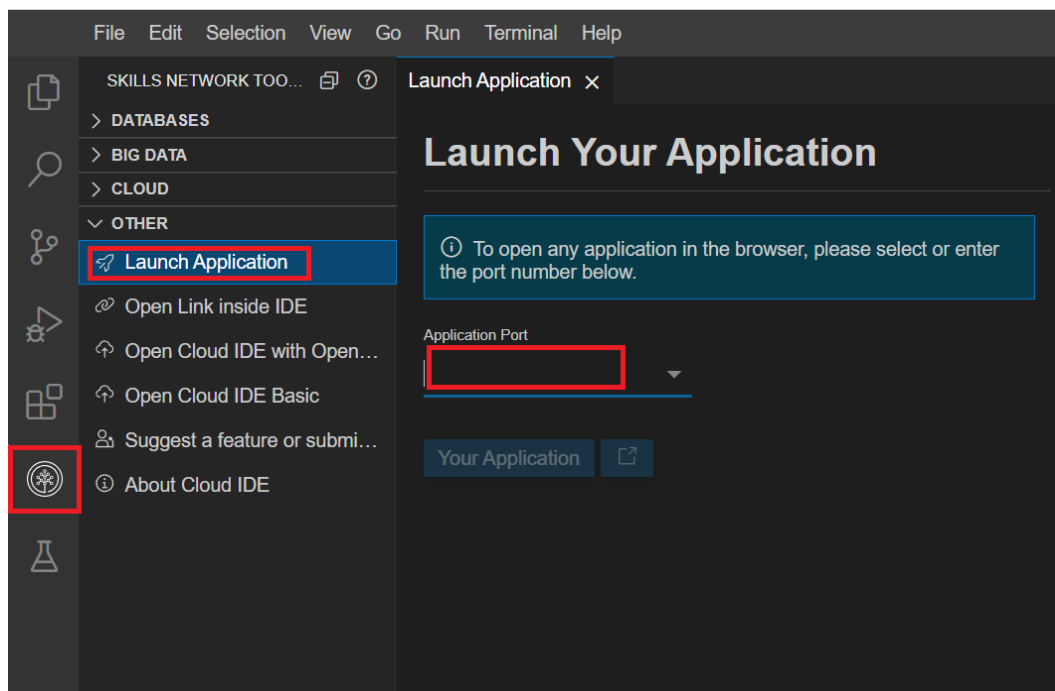 File Edit Selection View Go Run Terminal Help
SKILLS NETWORK TOO...
Launch Application
DATABASES
BIG DATA
CLOUD
OTHER
Launch Application
Open Link inside IDE
Open Cloud IDE with Open...
Open Cloud IDE Basic
Suggest a feature or submi...
About Cloud IDE
Launch Your Application
To open any application in the browser, please select or enter
the port number below.
Application Port
Your Application